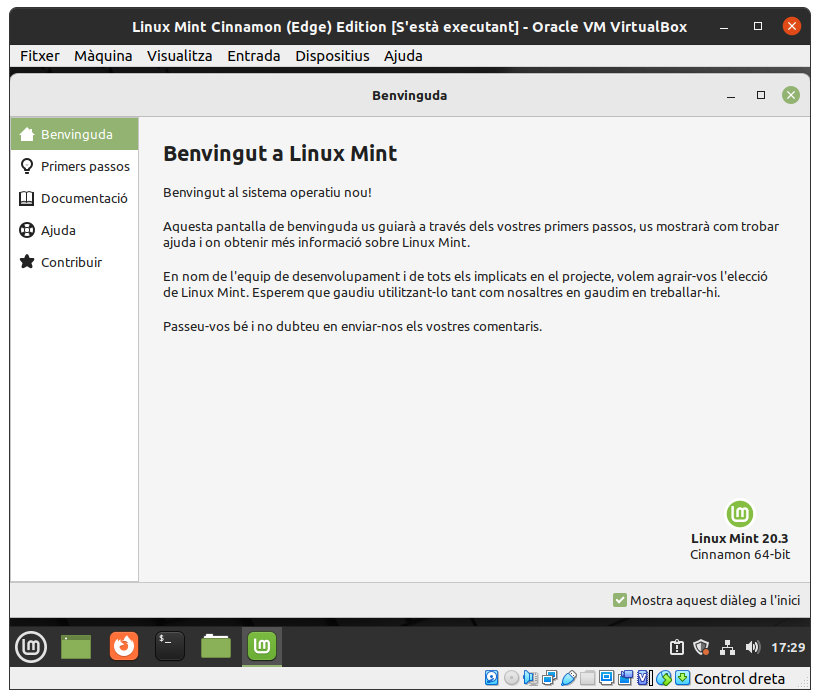 Linux Mint Cinnamon (Edge) Edition [S'està executant] - Oracle VM VirtualBox
Fitxer Màquina Visualitza Entrada Dispositius Ajuda
Benvinguda
Benvinguda
Primers passos
Documentació
Ajuda
Contribuir
Benvingut a Linux Mint
Benvingut al sistema operatiu nou!
Aquesta pantalla de benvinguda us guiarà a través dels vostres primers passos, us mostrarà com trobar
ajuda i on obtenir més informació sobre Linux Mint.
En nom de l'equip de desenvolupament i de tots els implicats en el projecte, volem agrair-vos l'elecció
de Linux Mint. Esperem que gaudiu utilitzant-lo tant com nosaltres en gaudim en treballar-hi.
Passeu-vos bé i no dubteu en enviar-nos els vostres comentaris.
Linux Mint 20.3
Cinnamon 64-bit
Mostra aquest diàleg a l'inici
17:29
Control dreta